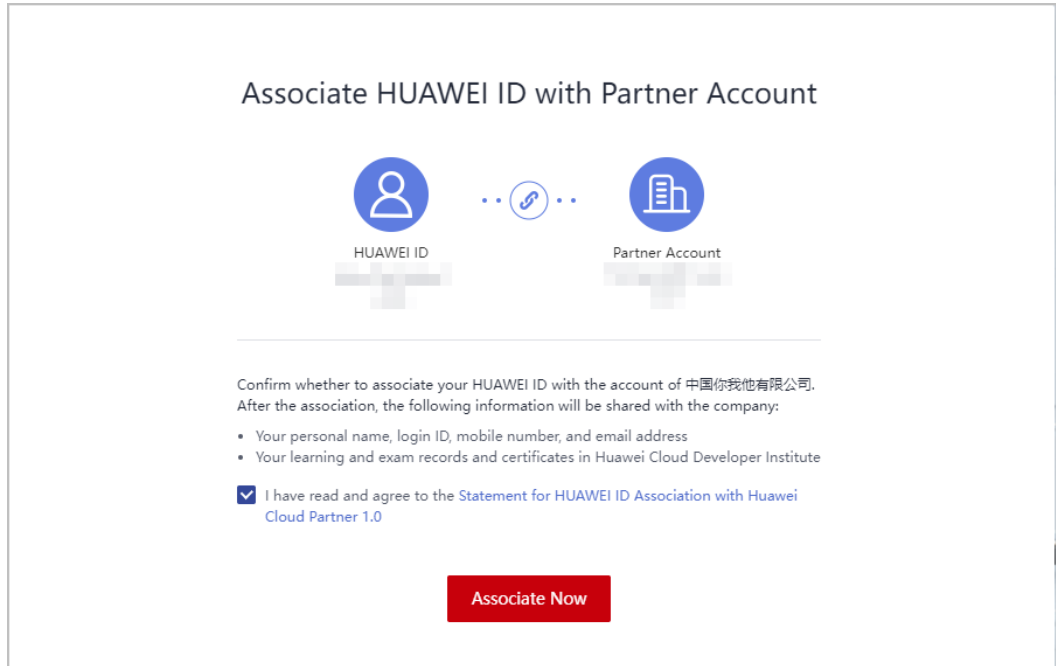 Associate HUAWEI ID with Partner Account
HUAWEI ID
Partner Account
Confirm whether to associate your HUAWEI ID with the account of 中国你我他有限公司.
After the association, the following information will be shared with the company:
• Your personal name, login ID, mobile number, and email address
• Your learning and exam records and certificates in Huawei Cloud Developer Institute
I have read and agree to the Statement for HUAWEI ID Association with Huawei
Cloud Partner 1.0
Associate Now